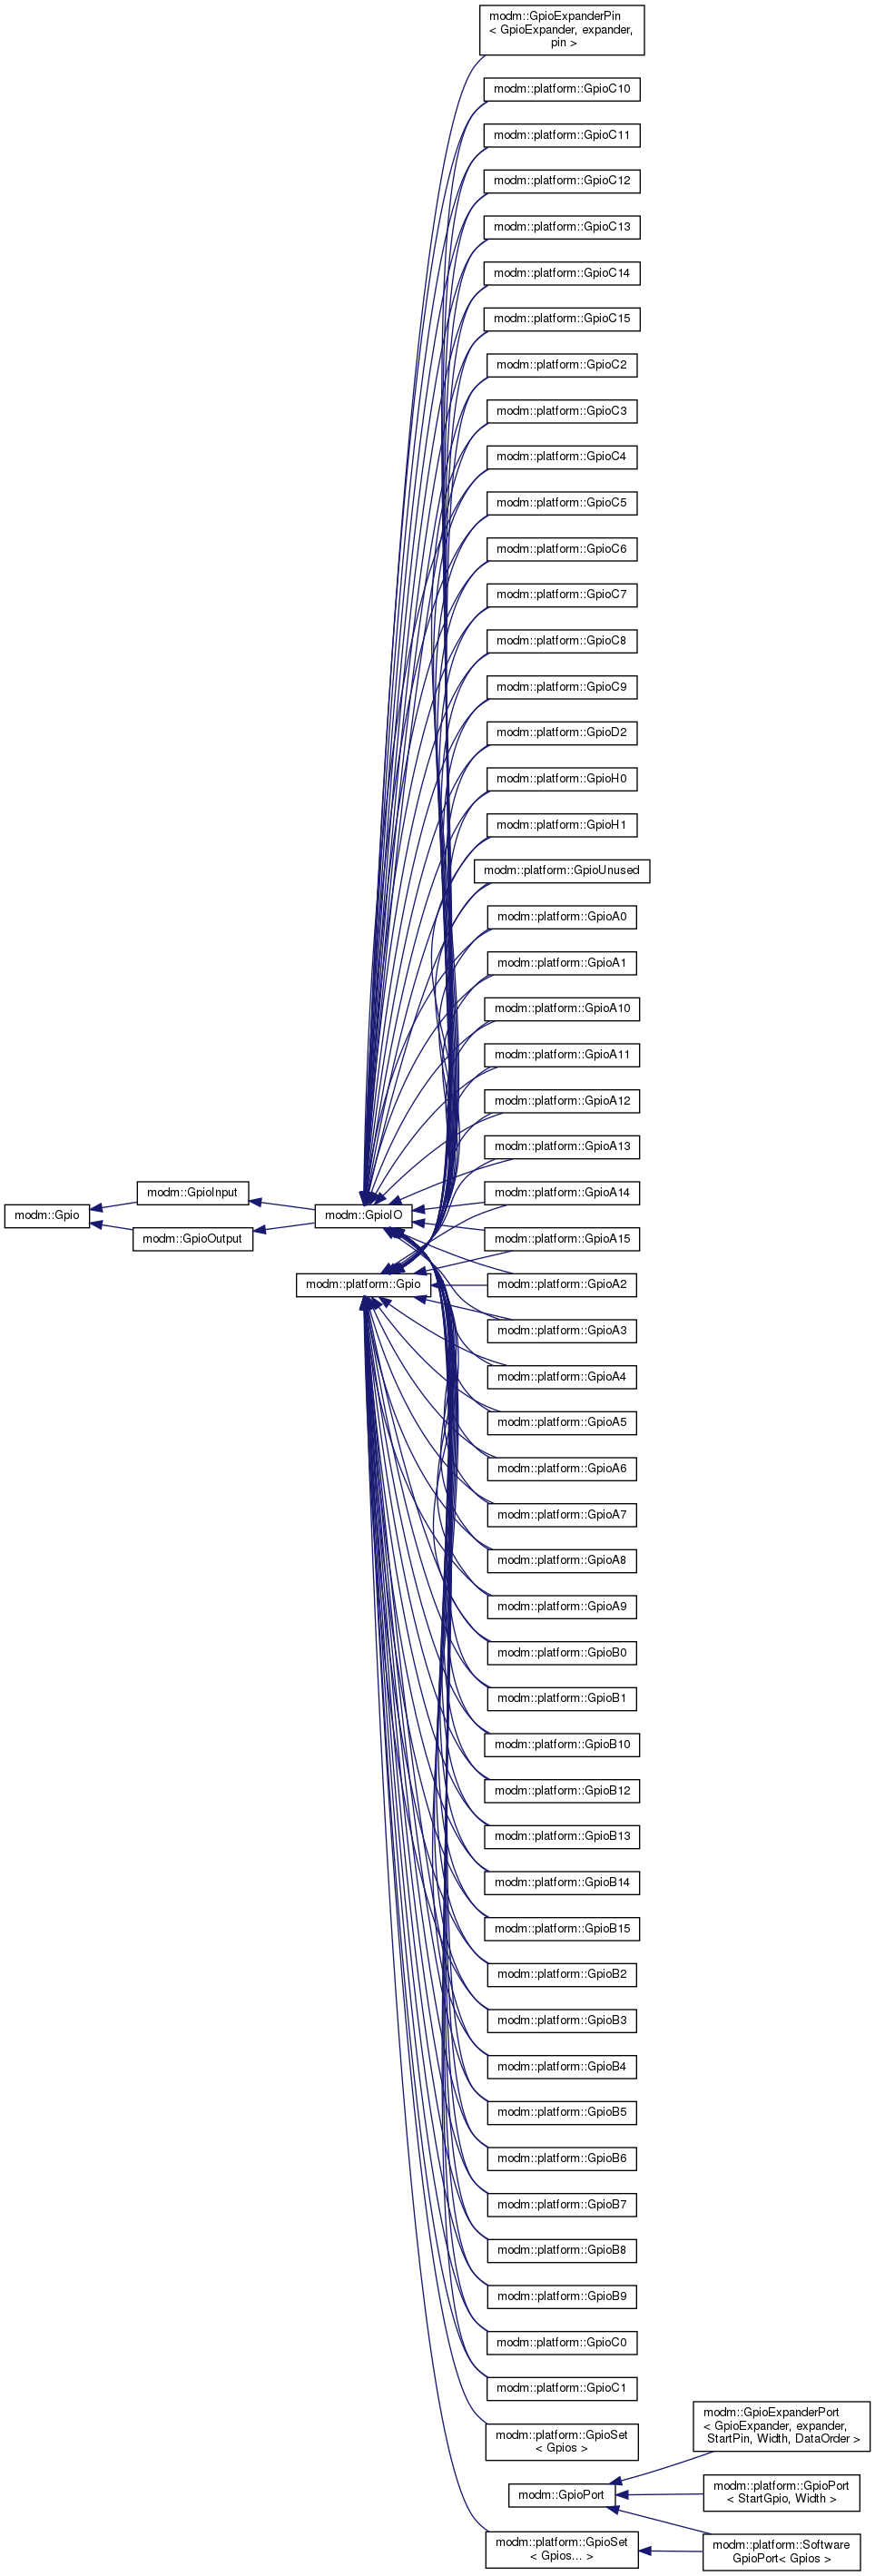 modm::GpioExpanderPin
< GpioExpander, expander,
pin >
modm::platform::GpioC10
modm::platform::GpioC11
modm::platform::GpioC12
modm::platform::GpioC13
modm::platform::GpioC14
modm::platform::GpioC15
modm::platform::GpioC2
modm::platform::GpioC3
modm::platform::GpioC4
modm::platform::GpioC5
modm::platform::GpioC6
modm::platform::GpioC7
modm::platform::GpioC8
modm::platform::GpioC9
modm::platform::GpioD2
modm::platform::GpioH0
modm::platform::GpioH1
modm::platform::GpioUnused
modm::platform::GpioA0
modm::platform::GpioA1
modm::platform::GpioA10
modm::platform::GpioA11
modm::platform::GpioA12
modm::platform::GpioA13
modm::platform::GpioA14
modm::platform::GpioA15
modm::Gpio
modm::GpioInput
modm::GpioOutput
modm::GpioIO
modm::platform::Gpio
modm::platform::GpioA2
modm::platform::GpioA3
modm::platform::GpioA4
modm::platform::GpioA5
modm::platform::GpioA6
modm::platform::GpioA7
modm::platform::GpioA8
modm::platform::GpioA9
modm::platform::GpioB0
modm::platform::GpioB1
modm::platform::GpioB10
modm::platform::GpioB12
modm::platform::GpioB13
modm::platform::GpioB14
modm::platform::GpioB15
modm::platform::GpioB2
modm::platform::GpioB3
modm::platform::GpioB4
modm::platform::GpioB5
modm::platform::GpioB6
modm::platform::GpioB7
modm::platform::GpioB8
modm::platform::GpioB9
modm::platform::GpioC0
modm::platform::GpioC1
modm::platform::GpioSet
< Gpios >
modm::GpioPort
modm::platform::GpioSet
< Gpios... >
modm::GpioExpanderPort
< GpioExpander, expander,
StartPin, Width, DataOrder >
modm::platform::GpioPort
< StartGpio, Width >
modm::platform::Software
GpioPort< Gpios >